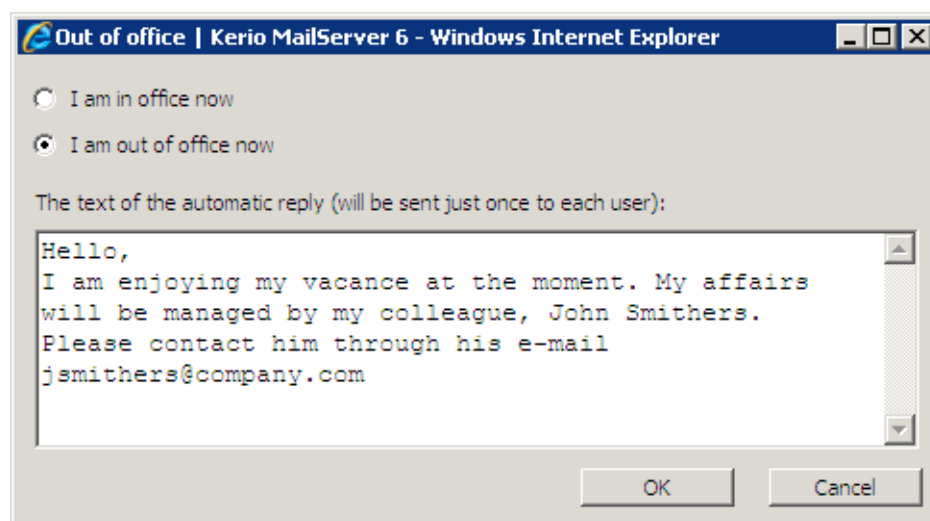 Out of office | Kerio MailServer 6 - Windows Internet Explorer
I am in office now
I am out of office now
The text of the automatic reply (will be sent just once to each user):
Hello,
I am enjoying my vacance at the moment. My affairs
will be managed by my colleague, John Smithers.
Please contact him through his e-mail
jsmithers@company.com
OK Cancel